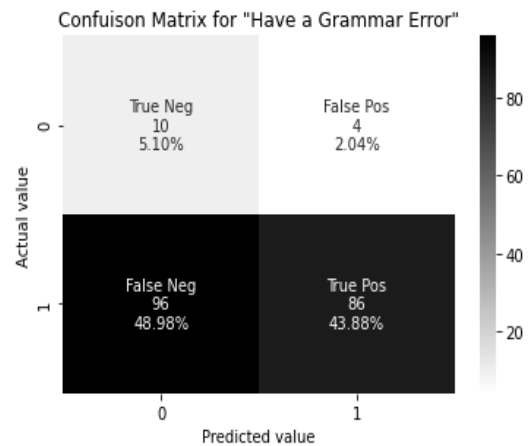 Confuison Matrix for "Have a Grammar Error"
True Neg
10
5.10%
False Pos
4
2.04%
False Neg
96
48.98%
True Pos
86
43.88%
0
1
Actual value
0
1
Predicted value
80
60
40
20